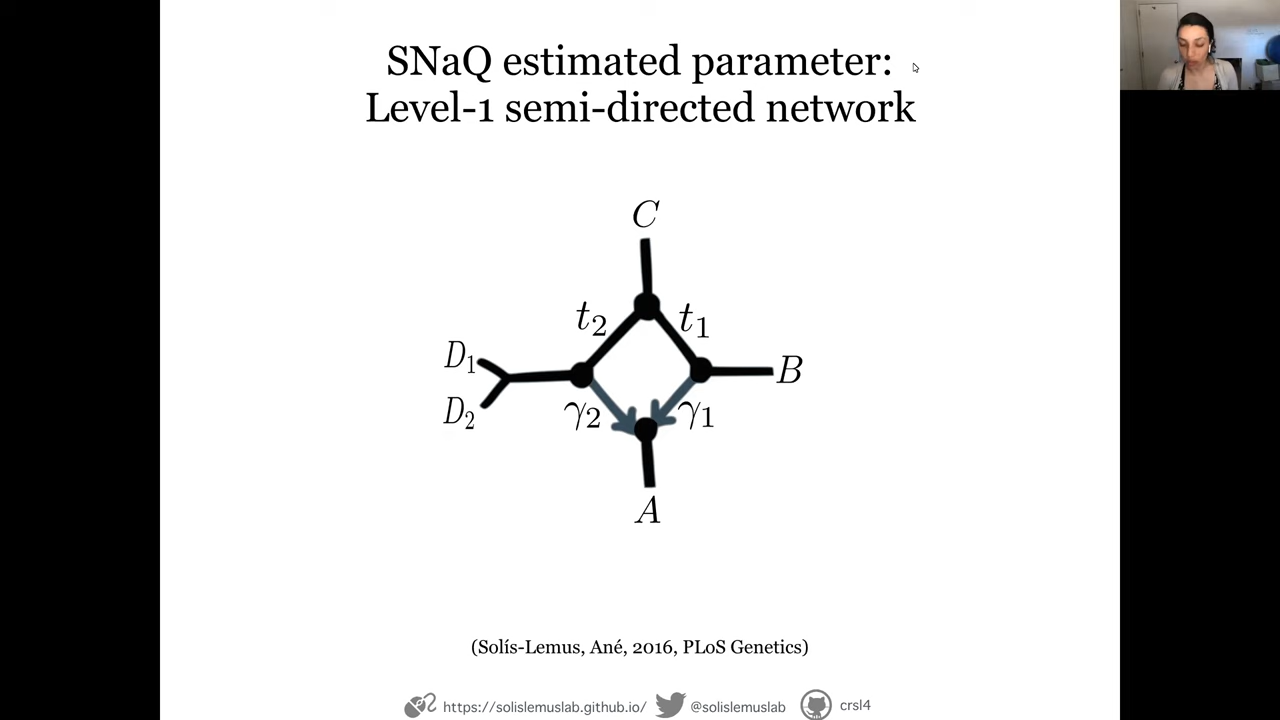 SNaQ estimated parameter:
Level-1 semi-directed network
C
t₂
t₁
D₁
B
D₂
γ₂
γ₁
A
(Solís-Lemus, Ané, 2016, PLoS Genetics)
https://solislemuslab.github.io/ @solislemuslab crsl4